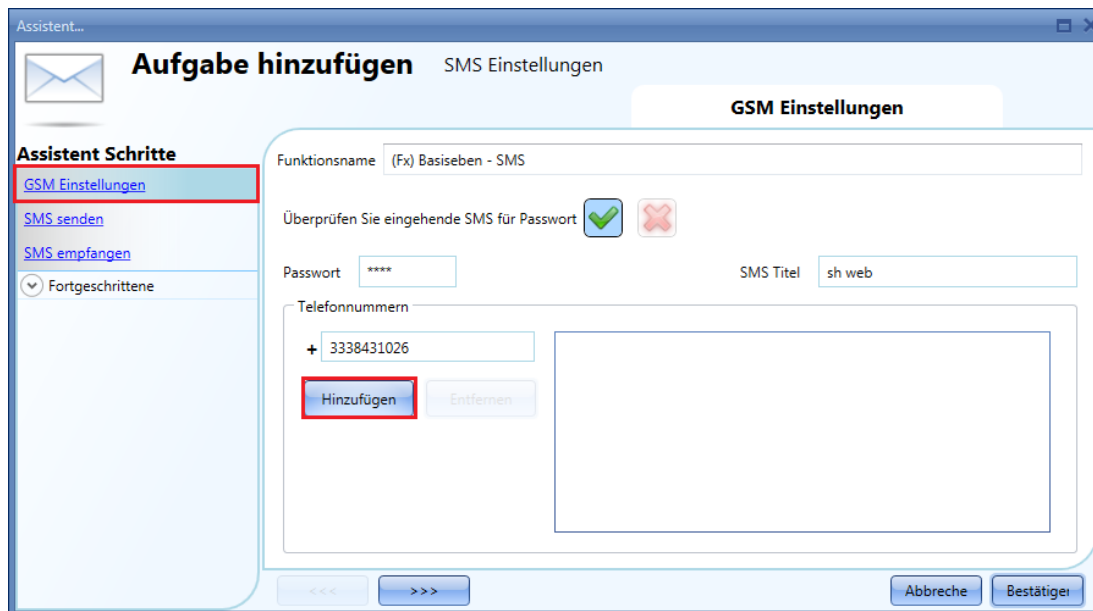 Assistent...
Aufgabe hinzufügen SMS Einstellungen
GSM Einstellungen
Assistent Schritte
GSM Einstellungen
SMS senden
SMS empfangen
Fortgeschrittene
Funktionsname (Fx) Basiseben - SMS
Überprüfen Sie eingehende SMS für Passwort
Passwort **** SMS Titel sh web
Telefonnummern
+ 3338431026
Hinzufügen Entfernen
<<< >>> Abbreche Bestätiger